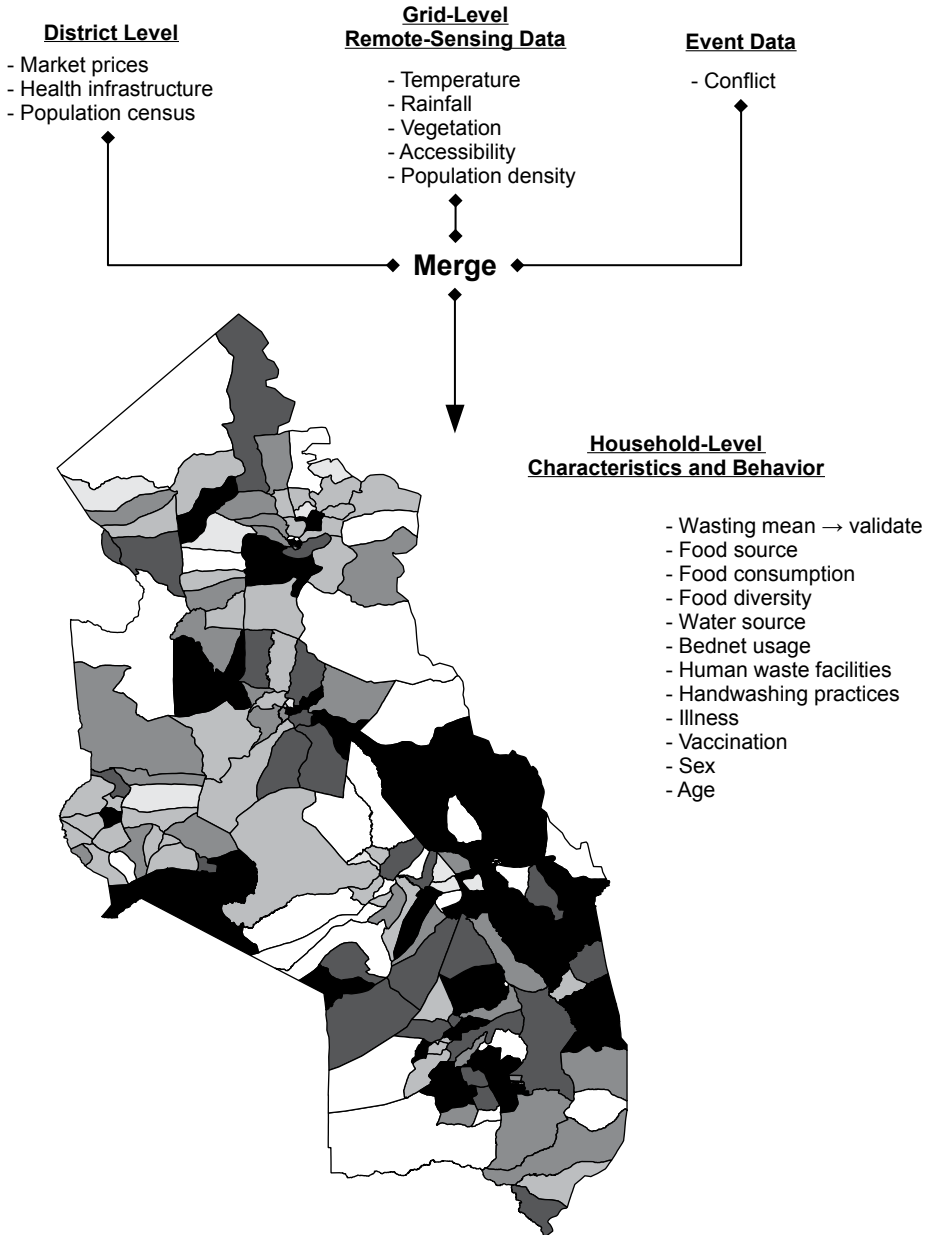 District Level
- Market prices
- Health infrastructure
- Population census
Grid-Level
Remote-Sensing Data
- Temperature
- Rainfall
- Vegetation
- Accessibility
- Population density
Event Data
- Conflict
Merge
Household-Level
Characteristics and Behavior
- Wasting mean → validate
- Food source
- Food consumption
- Food diversity
- Water source
- Bednet usage
- Human waste facilities
- Handwashing practices
- Illness
- Vaccination
- Sex
- Age